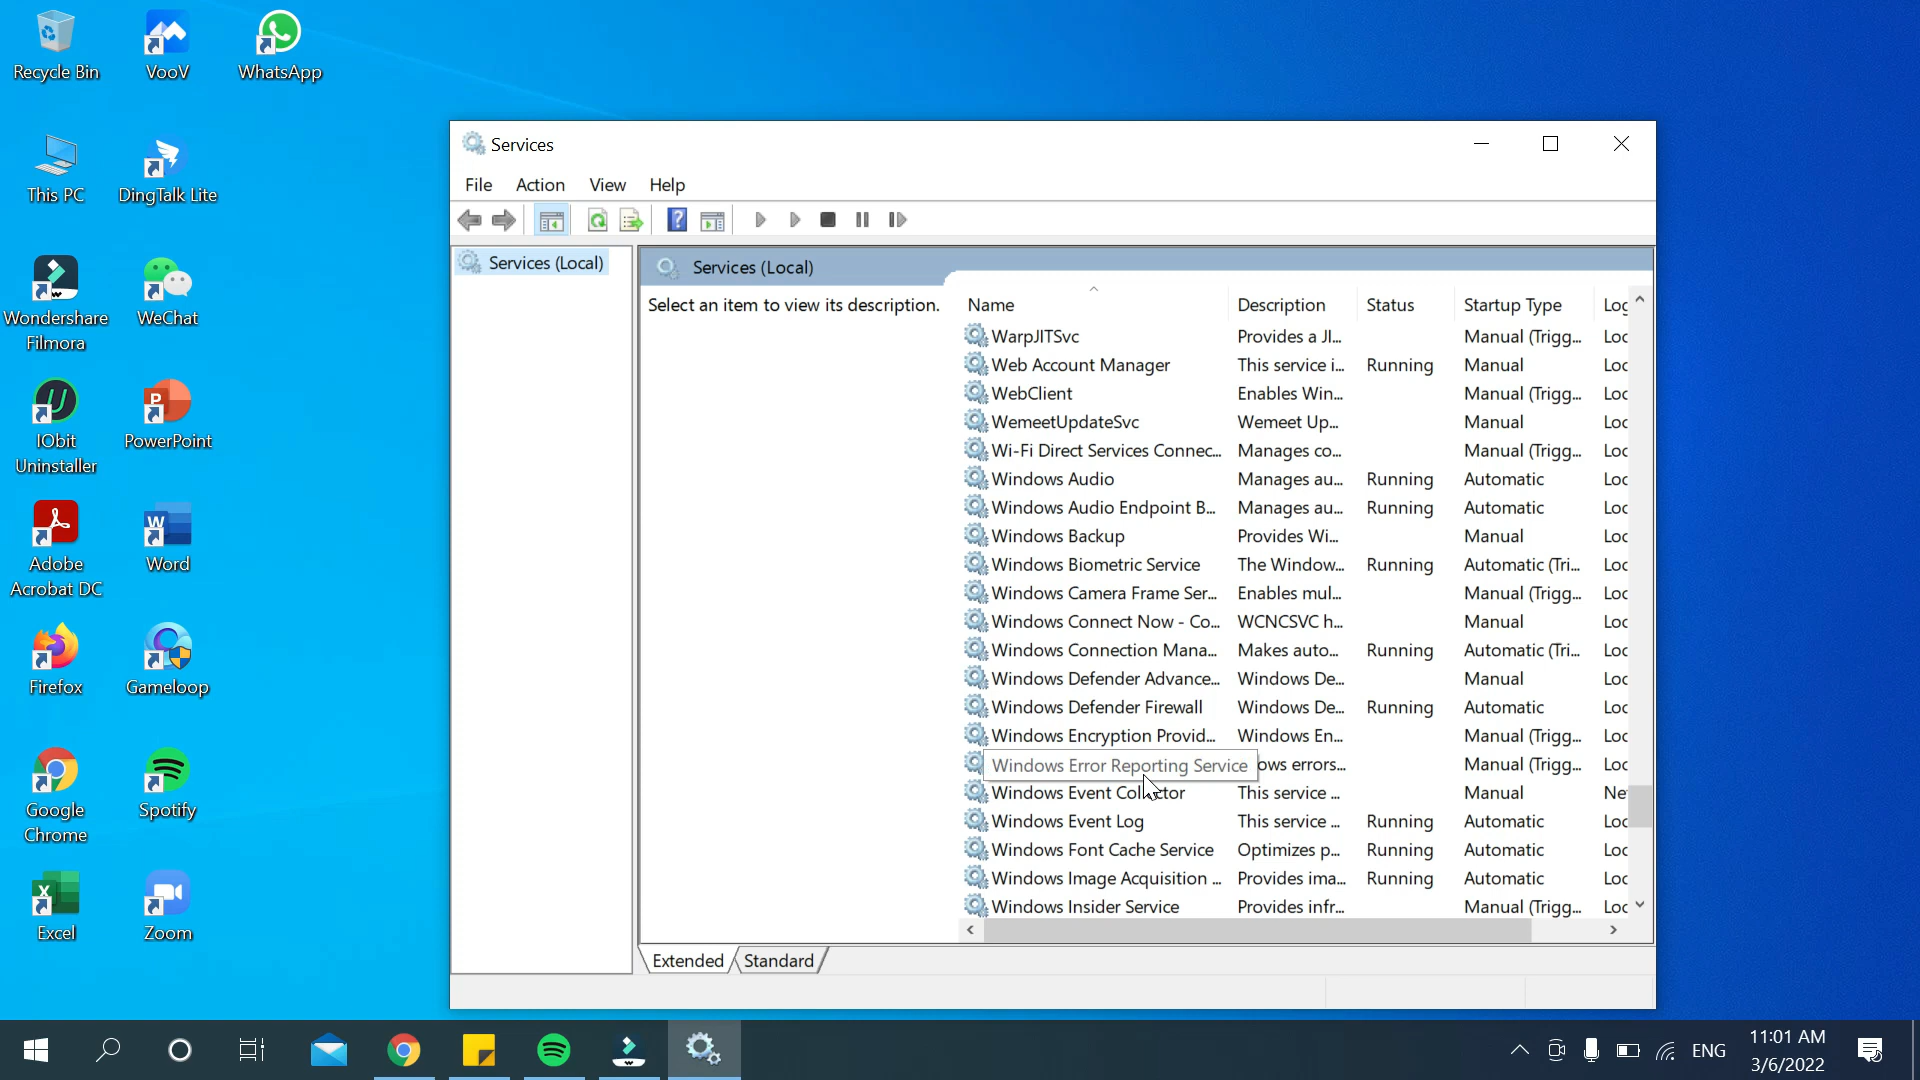 Recycle Bin
VooV
WhatsApp
This PC
DingTalk Lite
Wondershare
Filmora
WeChat
IObit
Uninstaller
PowerPoint
Adobe
Acrobat DC
Word
Firefox
Gameloop
Google
Chrome
Spotify
Excel
Zoom
Services
File Action View Help
Services (Local)
Services (Local)
Select an item to view its description.
Name Description Status Startup Type Log
WarpJITSvc Provides a JI... Manual (Trigg... Loc
Web Account Manager This service i... Running Manual Loc
WebClient Enables Win... Manual (Trigg... Loc
WemeetUpdateSvc Wemeet Up... Manual Loc
Wi-Fi Direct Services Connec... Manages co... Manual (Trigg... Loc
Windows Audio Manages au... Running Automatic Loc
Windows Audio Endpoint B... Manages au... Running Automatic Loc
Windows Backup Provides Wi... Manual Loc
Windows Biometric Service The Window... Running Automatic (Tri... Loc
Windows Camera Frame Ser... Enables mul... Manual (Trigg... Loc
Windows Connect Now - Co... WCNCSVC h... Manual Loc
Windows Connection Mana... Makes auto... Running Automatic (Tri... Loc
Windows Defender Advance... Windows De... Manual Loc
Windows Defender Firewall Windows De... Running Automatic Loc
Windows Encryption Provid... Windows En... Manual (Trigg... Loc
Windows Error Reporting Service ows errors... Manual (Trigg... Loc
Windows Event Collector This service ... Manual Ne
Windows Event Log This service ... Running Automatic Loc
Windows Font Cache Service Optimizes p... Running Automatic Loc
Windows Image Acquisition ... Provides ima... Running Automatic Loc
Windows Insider Service Provides infr... Manual (Trigg... Loc
Extended Standard
ENG
11:01 AM
3/6/2022